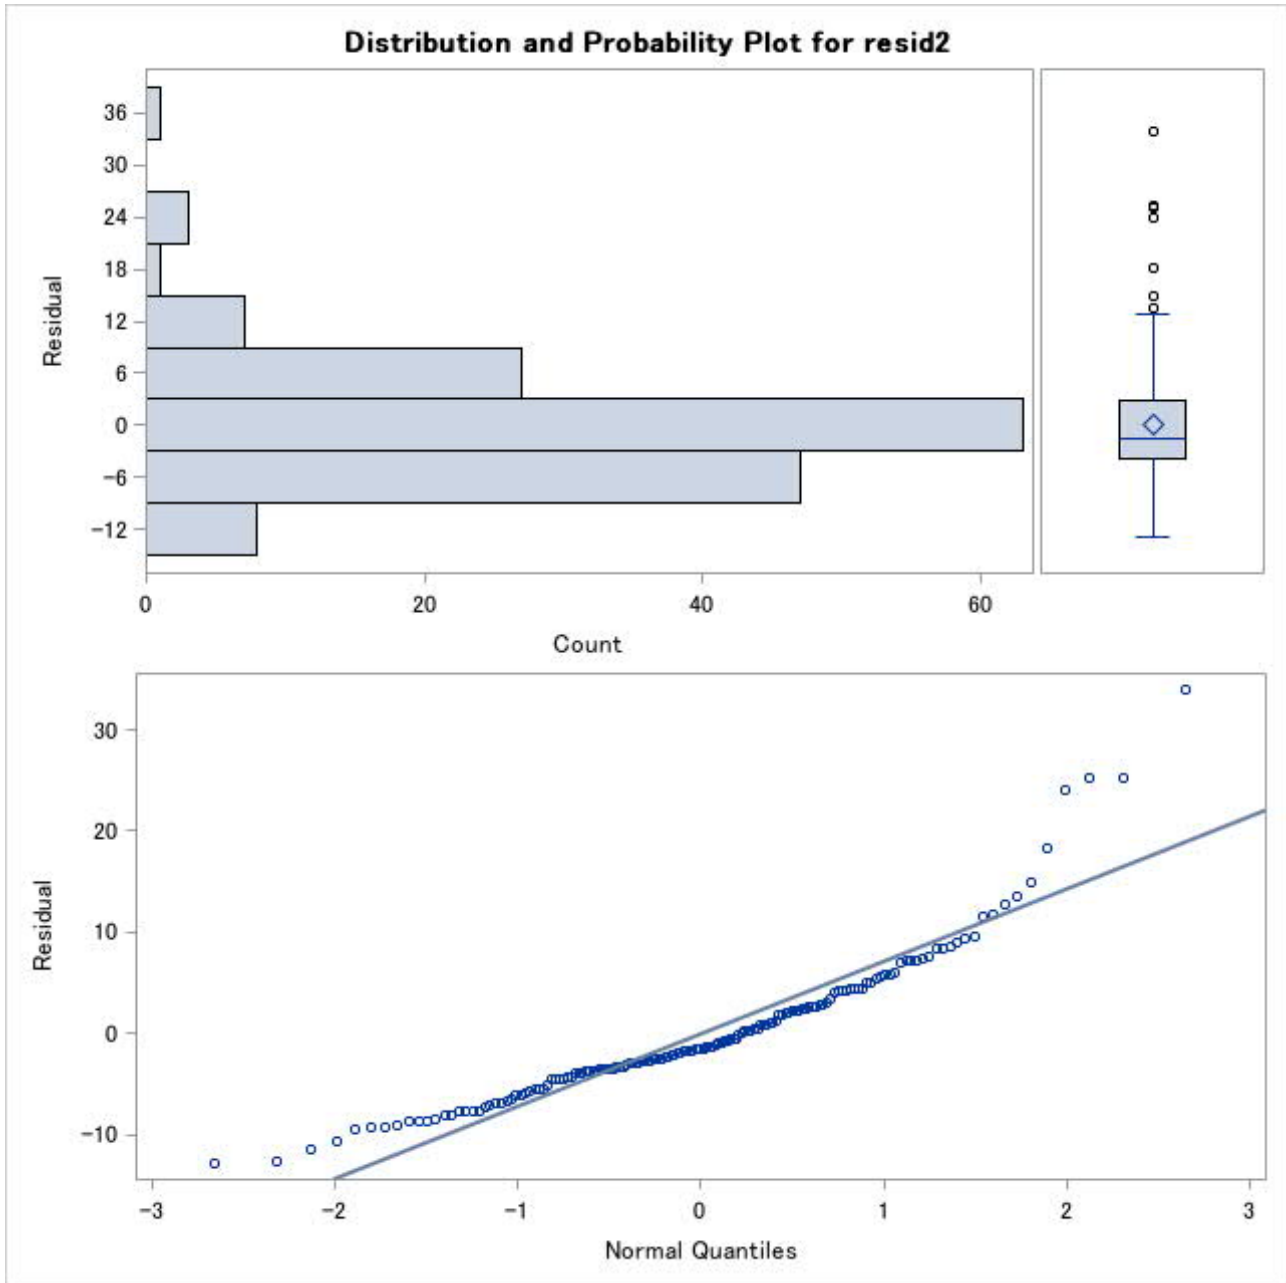 Distribution and Probability Plot for resid2
36
30
24
18
12
6
0
−6
−12
Residual
0 20 40 60
Count
30
20
10
0
−10
Residual
−3 −2 −1 0 1 2 3
Normal Quantiles